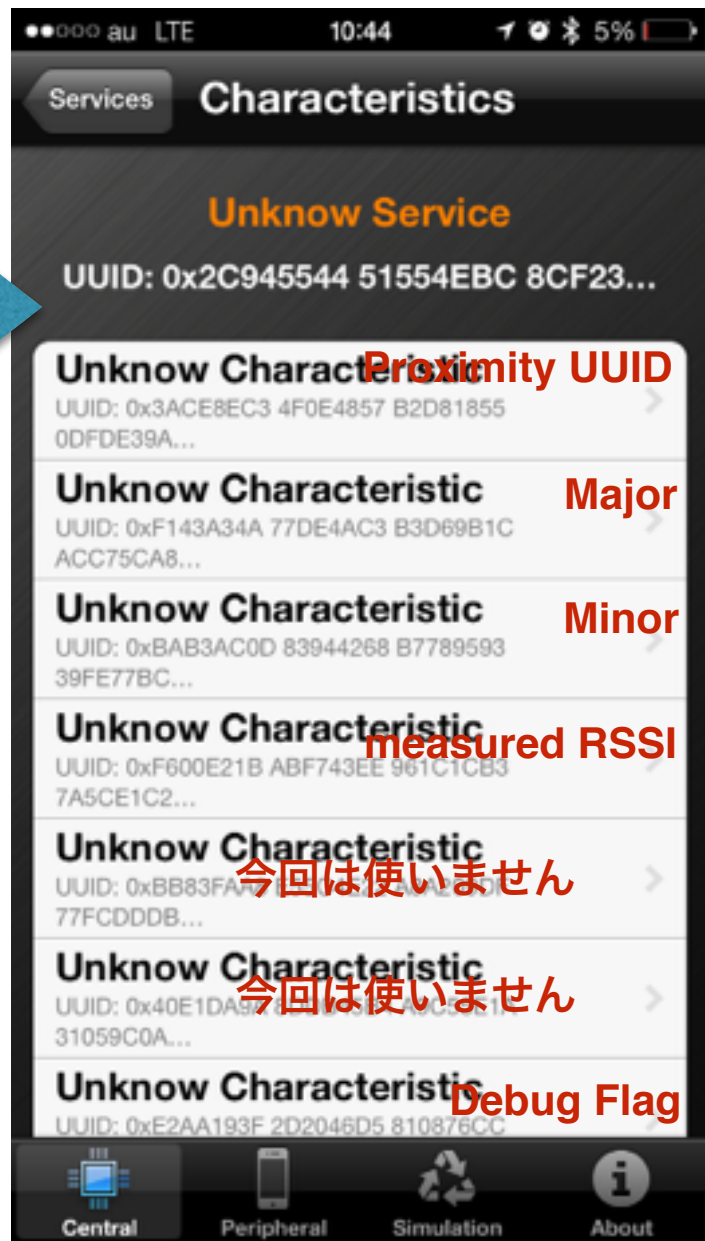 au LTE 10:44 5%
Services Characteristics
Unknow Service
UUID: 0x2C945544 51554EBC 8CF23...
Unknow Characteristic Proximity UUID
UUID: 0x3ACE8EC3 4F0E4857 B2D81855
0DFDE39A...
Unknow Characteristic Major
UUID: 0xF143A34A 77DE4AC3 B3D69B1C
ACC75CA8...
Unknow Characteristic Minor
UUID: 0xBAB3AC0D 83944268 B7789593
39FE77BC...
Unknow Characteristic measured RSSI
UUID: 0xF600E21B ABF743EE 961C1CB3
7A5CE1C2...
Unknow Characteristic
今回は使いません
UUID:
77FCDDDB...
Unknow Characteristic
今回は使いません
UUID:
31059C0A...
Unknow Characteristic Debug Flag
UUID: 0xE2AA193F 2D2046D5 810876CC
Central Peripheral Simulation About